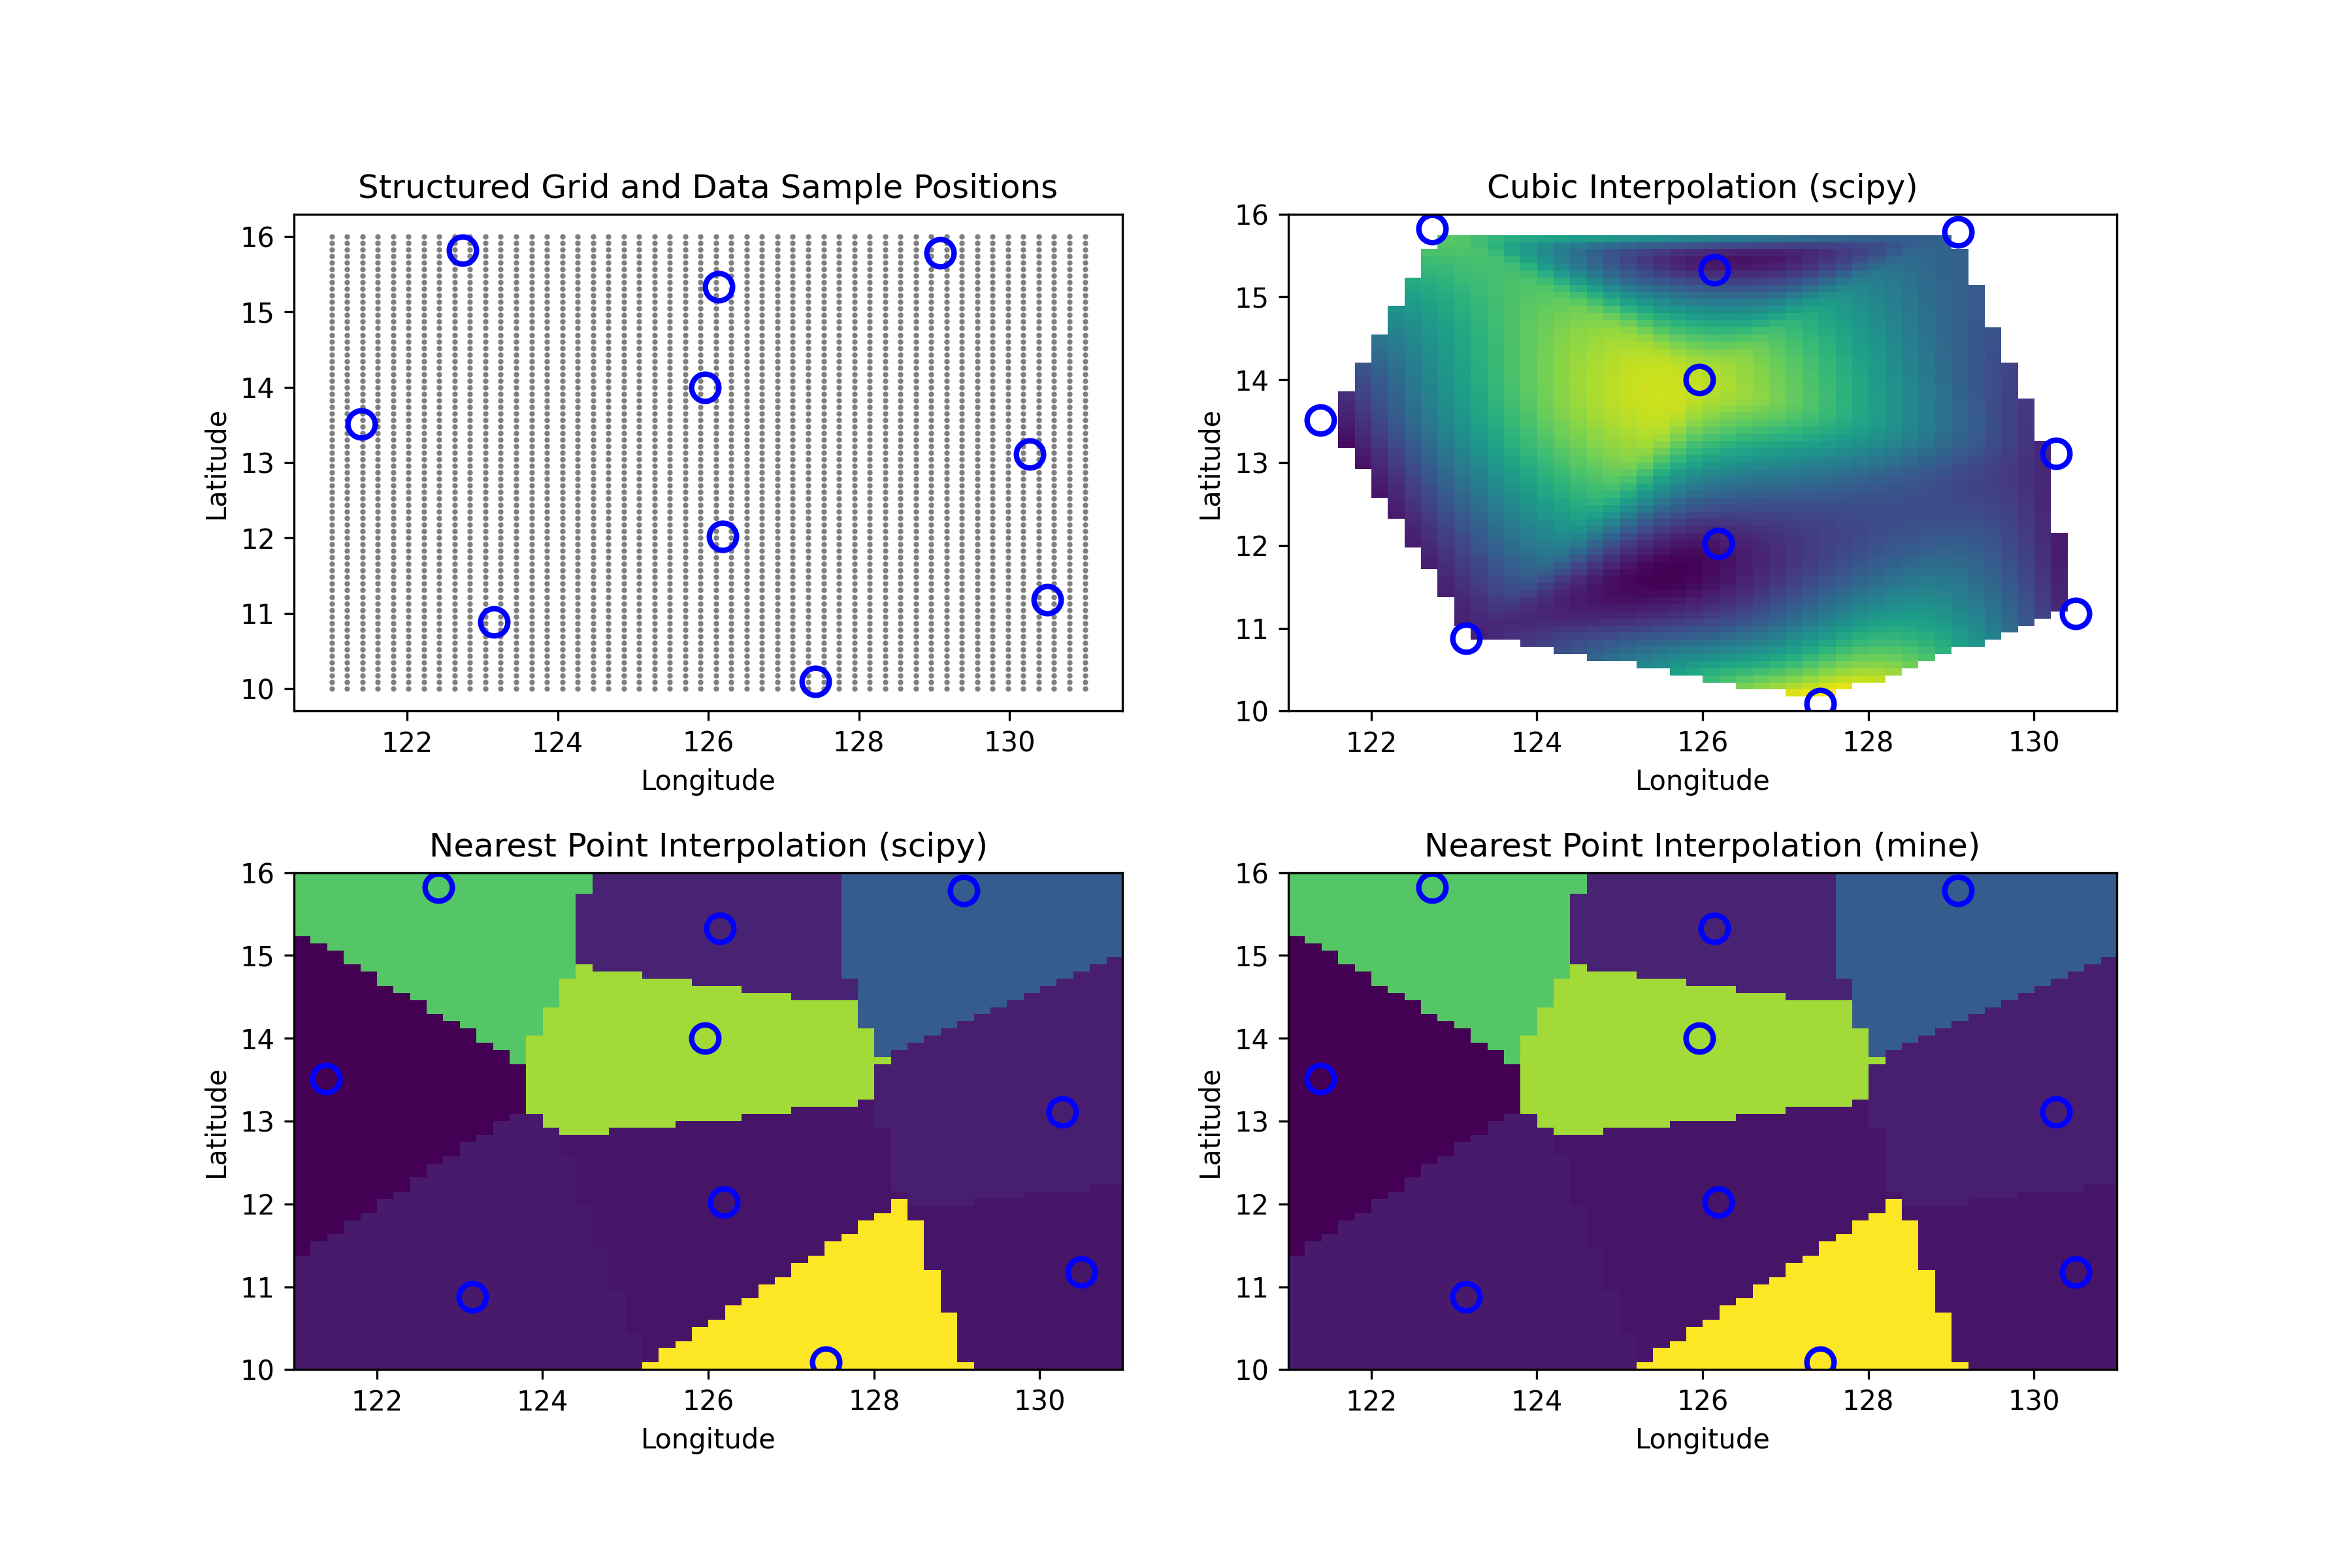 Structured Grid and Data Sample Positions
16
15
14
13
12
11
10
Latitude
122 124 126 128 130
Longitude
Cubic Interpolation (scipy)
16
15
14
13
12
11
10
Latitude
122 124 126 128 130
Longitude
Nearest Point Interpolation (scipy)
16
15
14
13
12
11
10
Latitude
122 124 126 128 130
Longitude
Nearest Point Interpolation (mine)
16
15
14
13
12
11
10
Latitude
122 124 126 128 130
Longitude